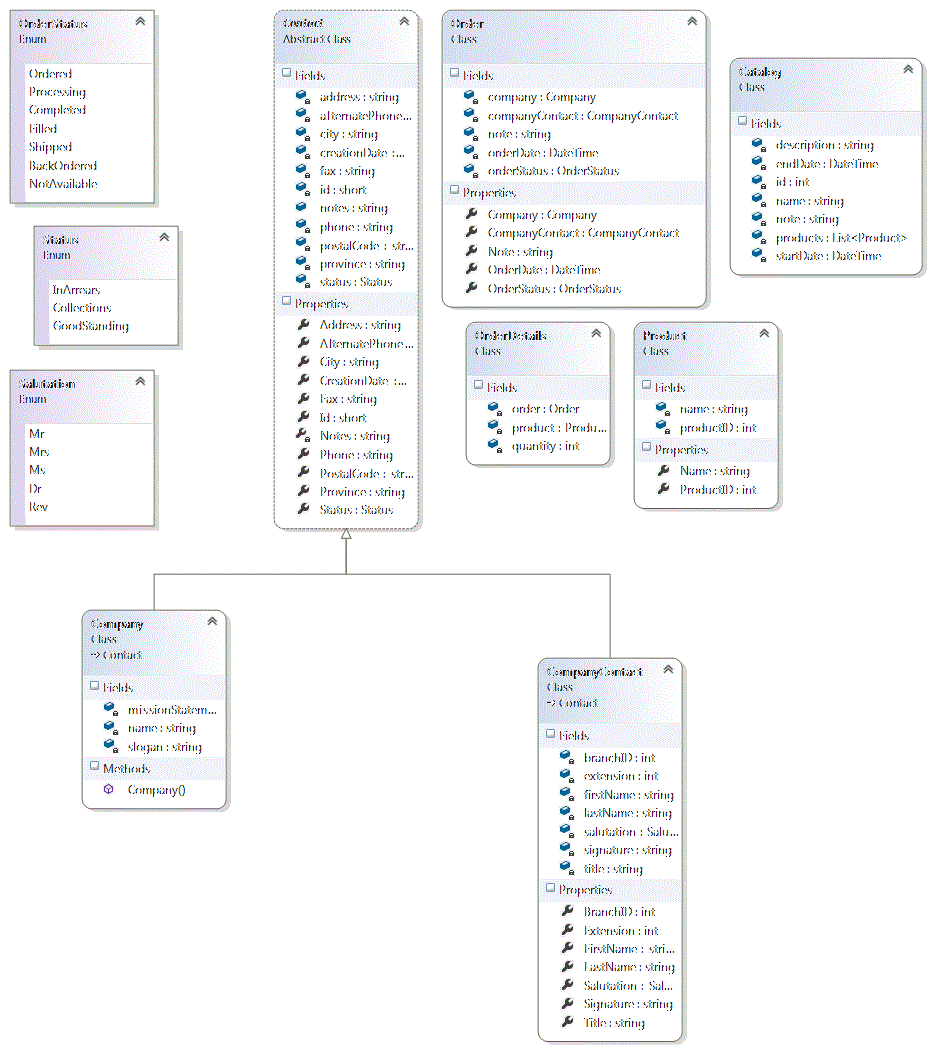 OrderStatus
Enum
Ordered
Processing
Completed
Filled
Shipped
BackOrdered
NotAvailable
Status
Enum
InArrears
Collections
GoodStanding
Salutation
Enum
Mr
Mrs
Ms
Dr
Rev
Contact
Abstract Class
Fields
address : string
alternatePhone...
city : string
creationDate :...
fax : string
id : short
notes : string
phone : string
postalCode : str...
province : string
status : Status
Properties
Address : string
AlternatePhone...
City : string
CreationDate :...
Fax : string
Id : short
Notes : string
Phone : string
PostalCode : str...
Province : string
Status : Status
Order
Class
Fields
company : Company
companyContact : CompanyContact
note : string
orderDate : DateTime
orderStatus : OrderStatus
Properties
Company : Company
CompanyContact : CompanyContact
Note : string
OrderDate : DateTime
OrderStatus : OrderStatus
Catalog
Class
Fields
description : string
endDate : DateTime
id : int
name : string
note : string
products : List<Product>
startDate : DateTime
OrderDetails
Class
Fields
order : Order
product : Produ...
quantity : int
Product
Class
Fields
name : string
productID : int
Properties
Name : string
ProductID : int
Company
Class
→ Contact
Fields
missionStatem...
name : string
slogan : string
Methods
Company()
CompanyContact
Class
→ Contact
Fields
branchID : int
extension : int
firstName : string
lastName : string
salutation : Salu...
signature : string
title : string
Properties
BranchID : int
Extension : int
FirstName : stri...
LastName : string
Salutation : Sal...
Signature : string
Title : string